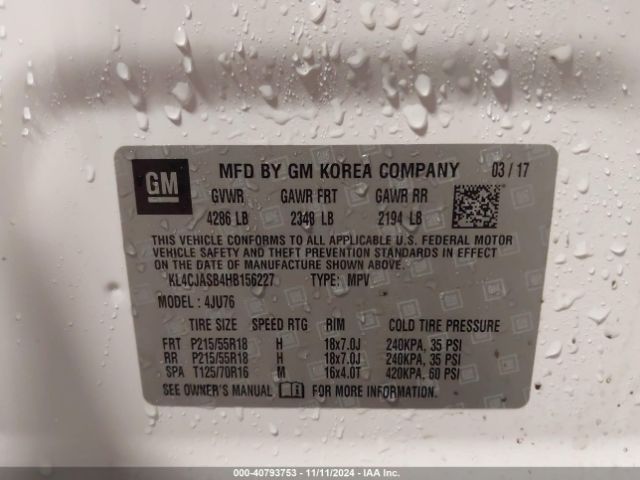 GM MFD BY GM KOREA COMPANY 03/17
GVWR GAWR FRT GAWR RR
4286 LB 2348 LB 2194 LB
THIS VEHICLE CONFORMS TO ALL APPLICABLE U.S. FEDERAL MOTOR
VEHICLE SAFETY AND THEFT PREVENTION STANDARDS IN EFFECT
ON THE DATE OF MANUFACTURE SHOWN ABOVE.
KL4CJASB4HB156227 TYPE: MPV
MODEL: 4JU76
TIRE SIZE SPEED RTG RIM COLD TIRE PRESSURE
FRT P215/55R18 H 18x7.0J 240KPA, 35 PSI
RR P215/55R18 H 18x7.0J 240KPA, 35 PSI
SPA T125/70R16 M 16x4.0T 420KPA, 60 PSI
SEE OWNER'S MANUAL FOR MORE INFORMATION.
000-40793753 - 11/11/2024 - IAA Inc.